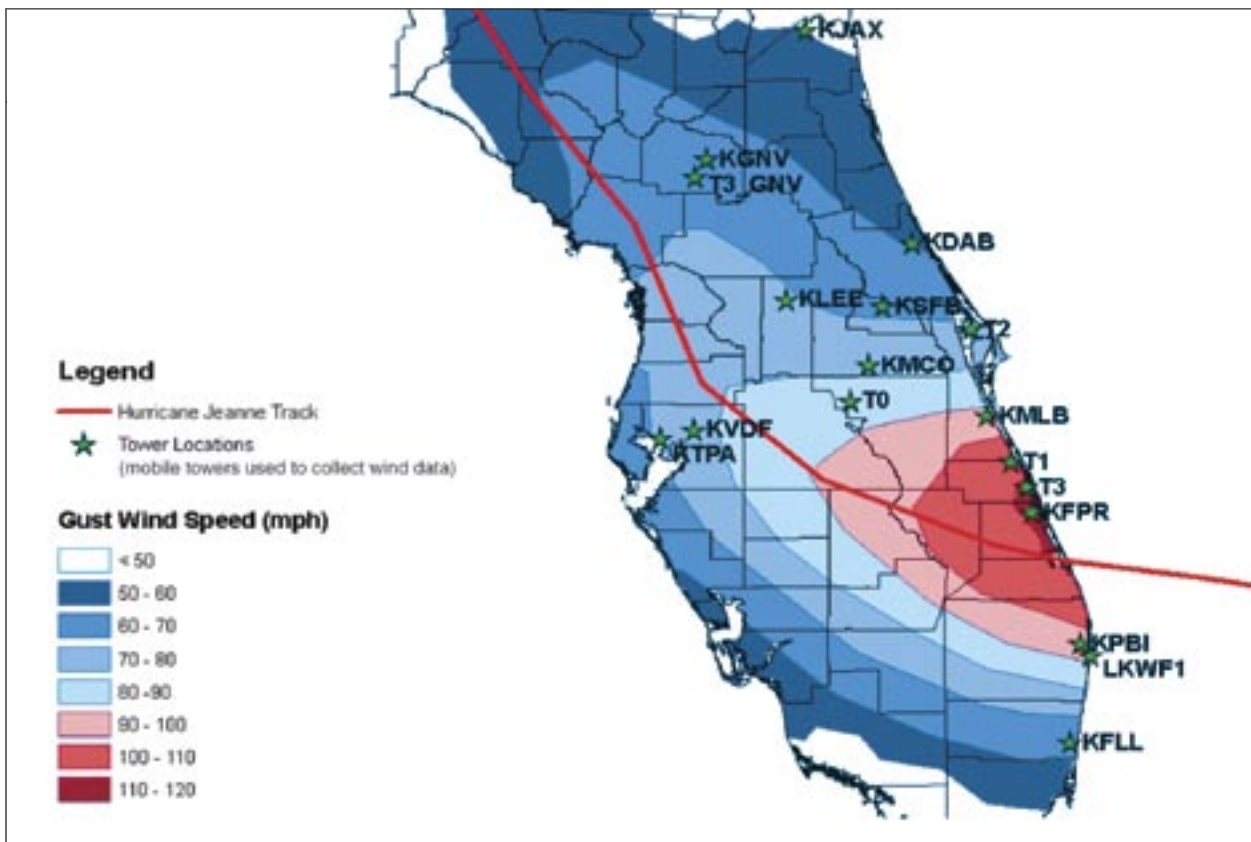 KJAX
KGNV
T3_GNV
KDAB
KLEE
KSFB
T2
KMCO
T0
KMLB
KVDF
KTPA
T1
T3
KFPR
KPBI
LKWF1
KFLL
Legend
Hurricane Jeanne Track
Tower Locations
(mobile towers used to collect wind data)
Gust Wind Speed (mph)
< 50
50 - 60
60 - 70
70 - 80
80 -90
90 - 100
100 - 110
110 - 120